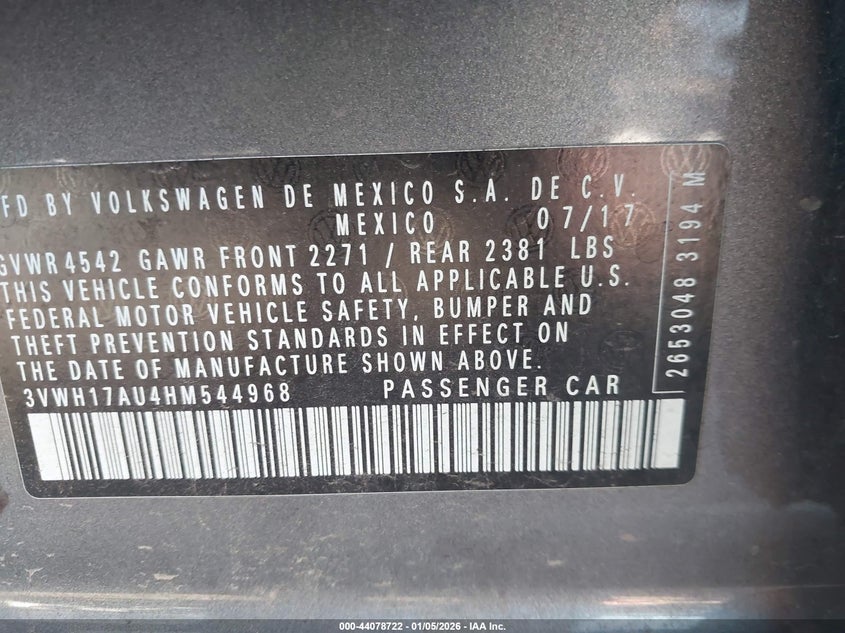 FD BY VOLKSWAGEN DE MEXICO S.A. DE C.V.
MEXICO 07/17
GVWR 4542 GAWR FRONT 2271 / REAR 2381 LBS
THIS VEHICLE CONFORMS TO ALL APPLICABLE U.S.
FEDERAL MOTOR VEHICLE SAFETY, BUMPER AND
THEFT PREVENTION STANDARDS IN EFFECT ON
THE DATE OF MANUFACTURE SHOWN ABOVE.
3VWH17AU4HM544968 PASSENGER CAR
2653048 3194 M
000-44078722 - 01/05/2026 - IAA Inc.